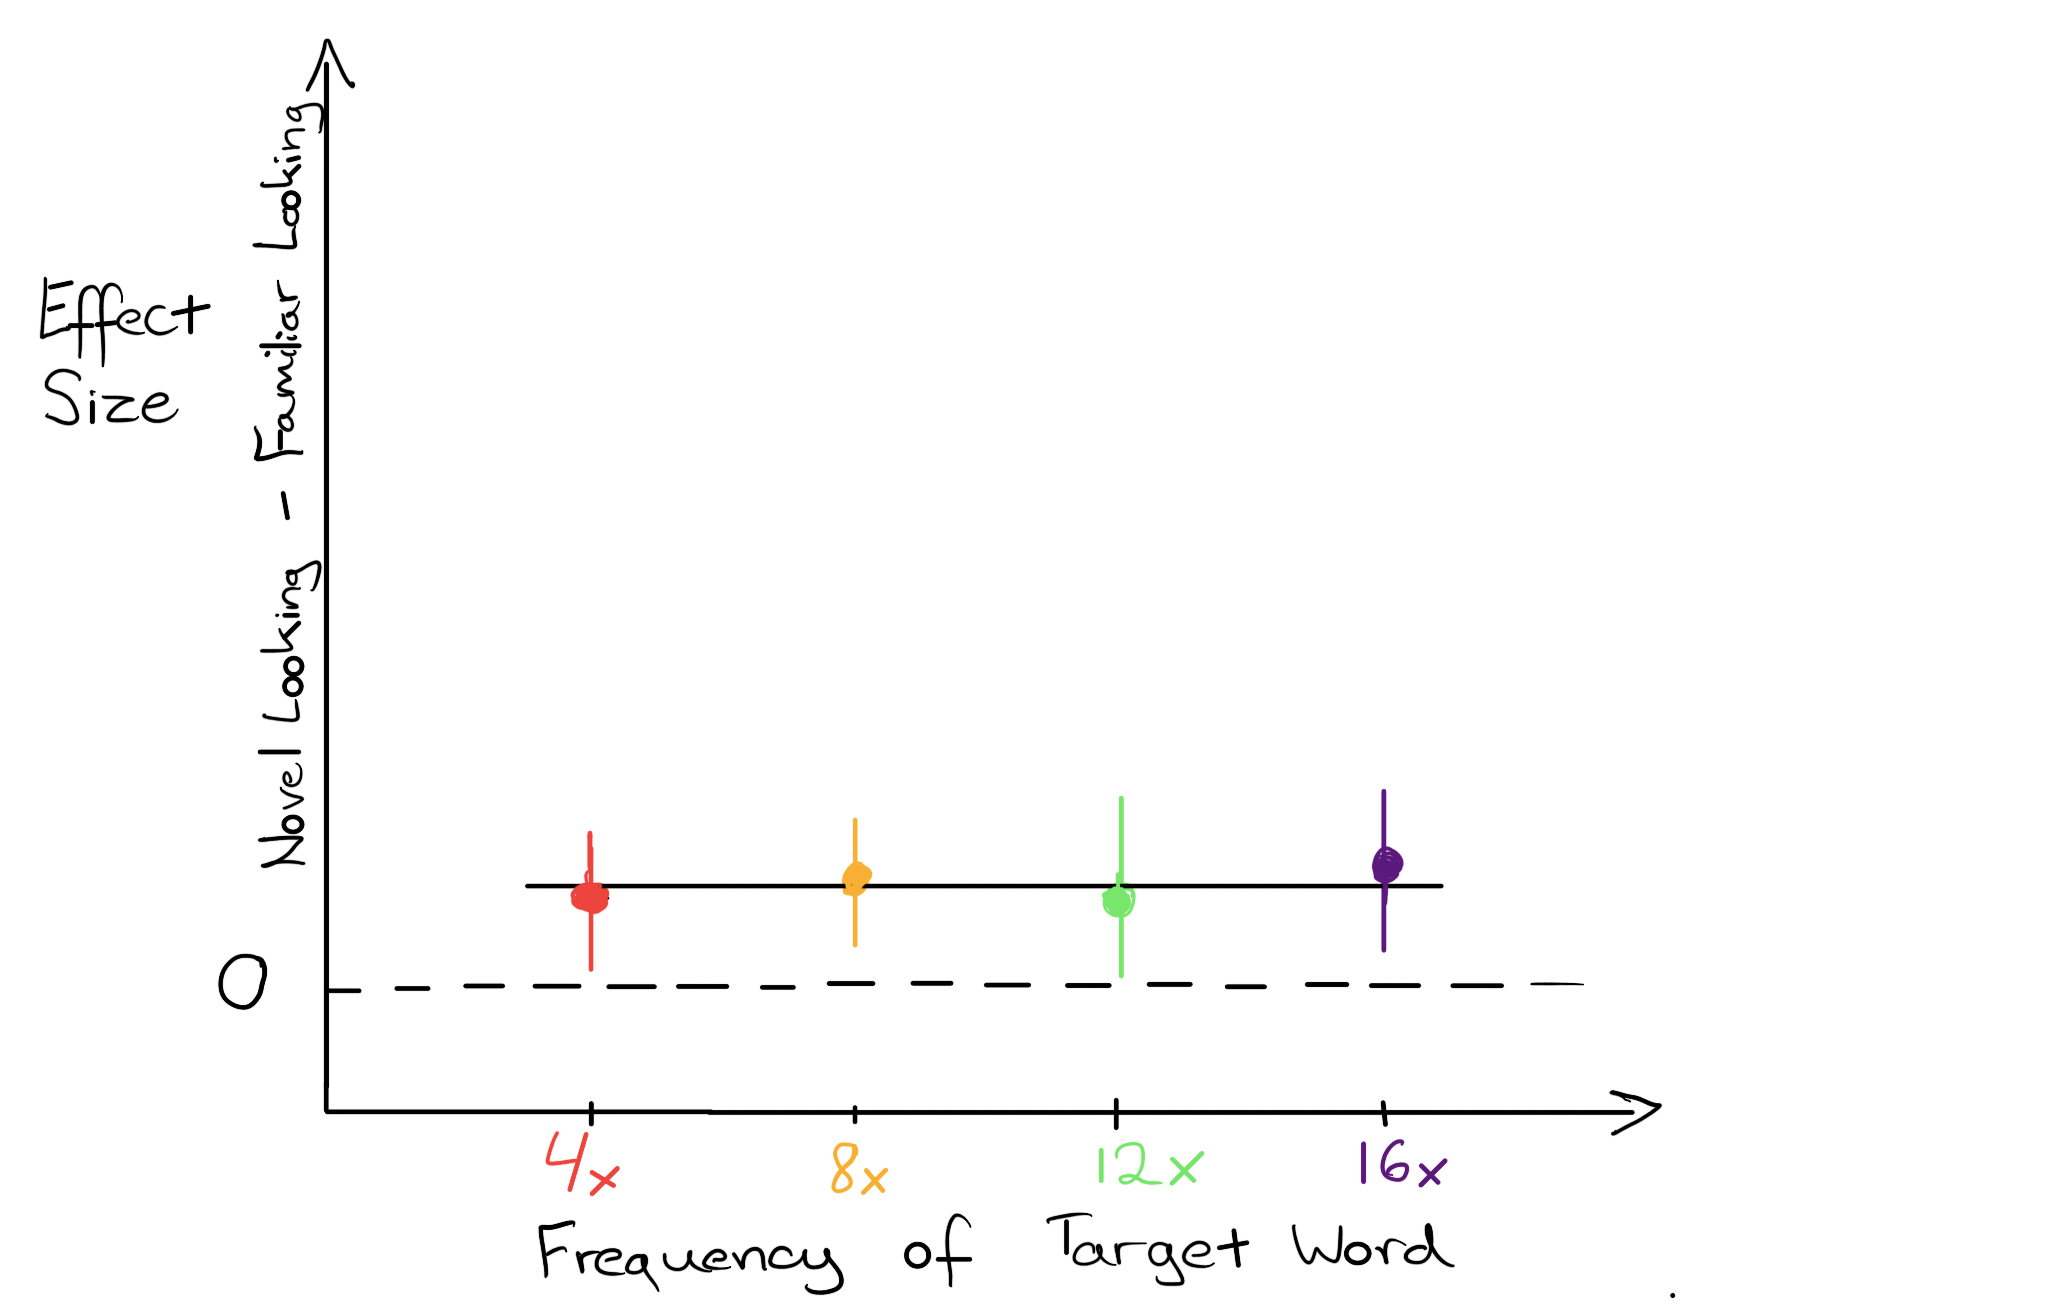 Effect
Size
Novel Looking - Familiar Looking
0
4x
8x
12x
16x
Frequency of Target Word